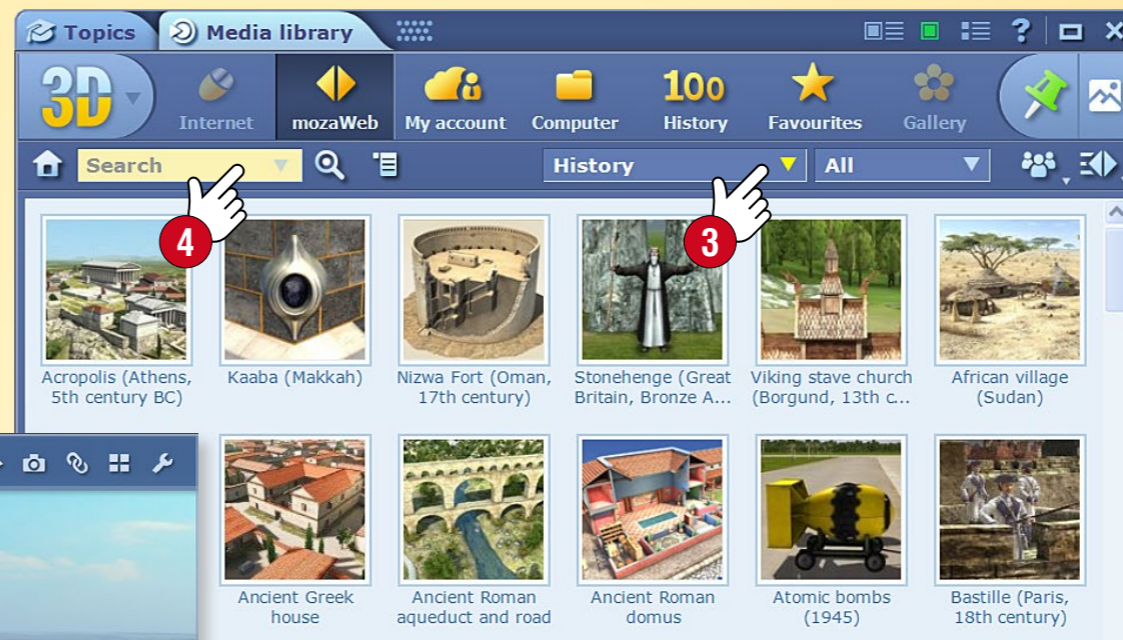 Topics
Media library
?
3D
Internet
mozaWeb
My account
Computer
100
History
Favourites
Gallery
Search
History
All
4
3
Acropolis (Athens,
5th century BC)
Kaaba (Makkah)
Nizwa Fort (Oman,
17th century)
Stonehenge (Great
Britain, Bronze A...
Viking stave church
(Borgund, 13th c...
African village
(Sudan)
Ancient Greek
house
Ancient Roman
aqueduct and road
Ancient Roman
domus
Atomic bombs
(1945)
Bastille (Paris,
18th century)